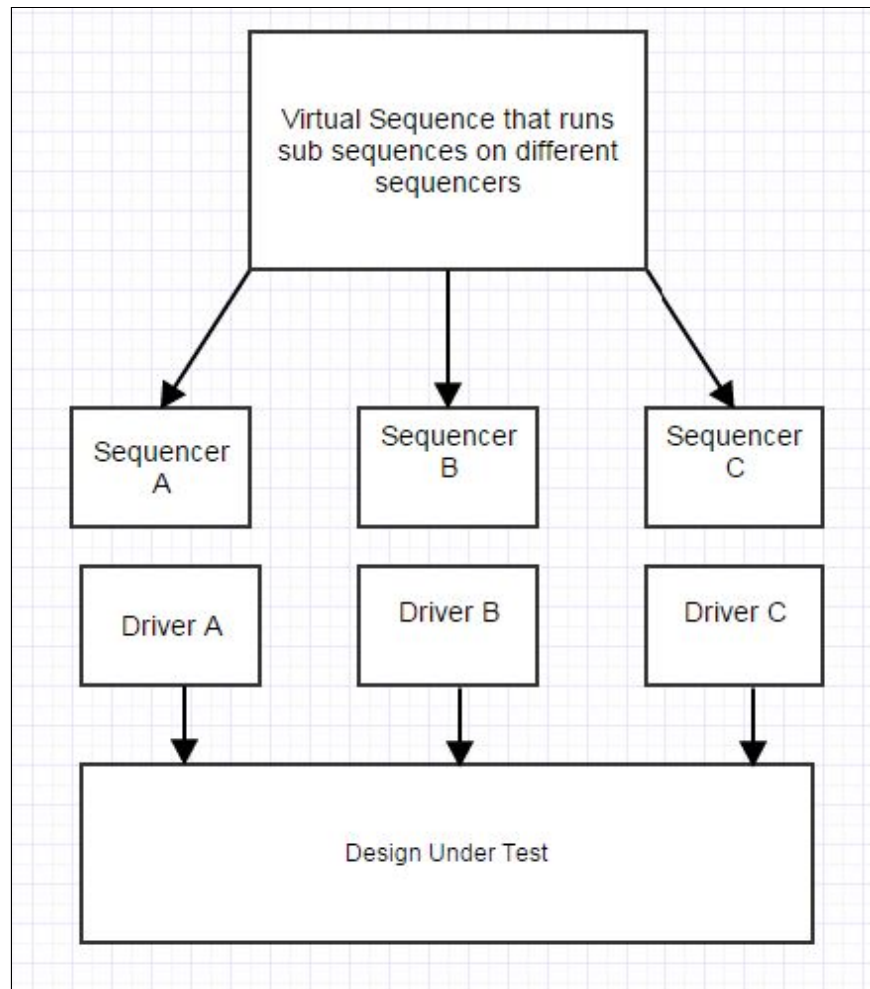 Virtual Sequence that runs
sub sequences on different
sequencers
Sequencer
A
Sequencer
B
Sequencer
C
Driver A
Driver B
Driver C
Design Under Test